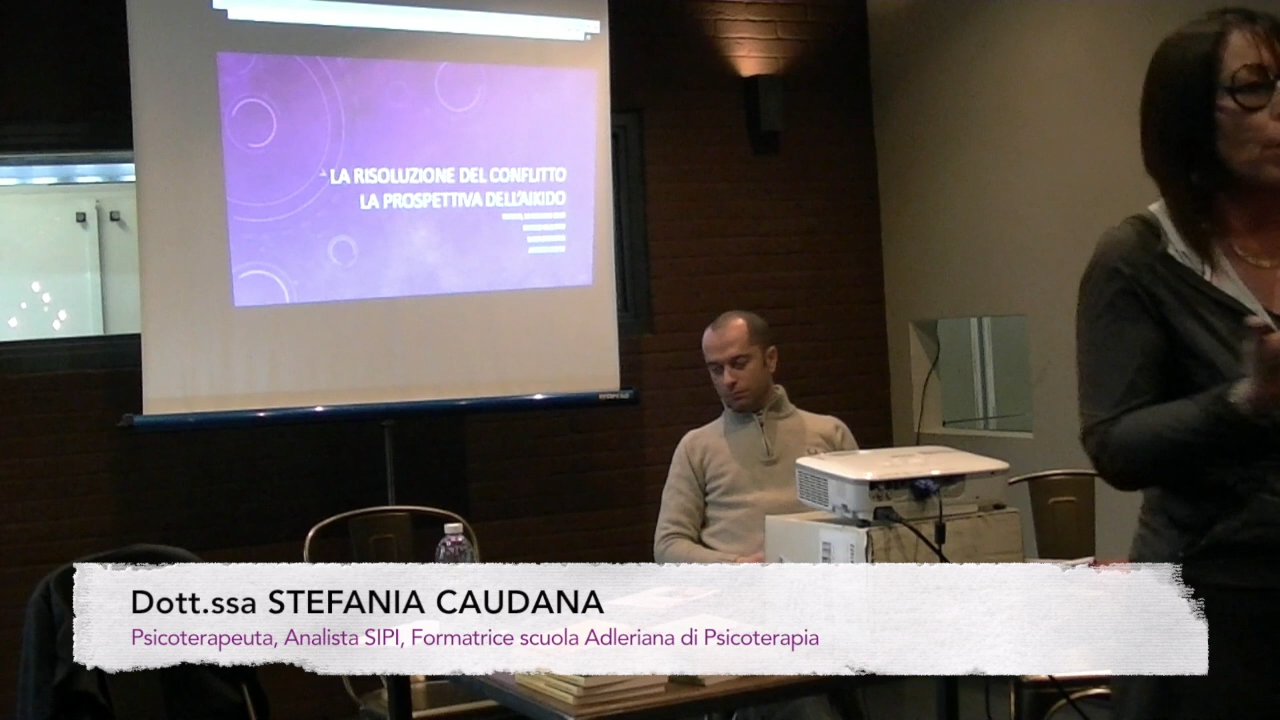 LA RISOLUZIONE DEL CONFLITTO
LA PROSPETTIVA DELL'AIKIDO
Dott.ssa STEFANIA CAUDANA
Psicoterapeuta, Analista SIPI, Formatrice scuola Adleriana di Psicoterapia